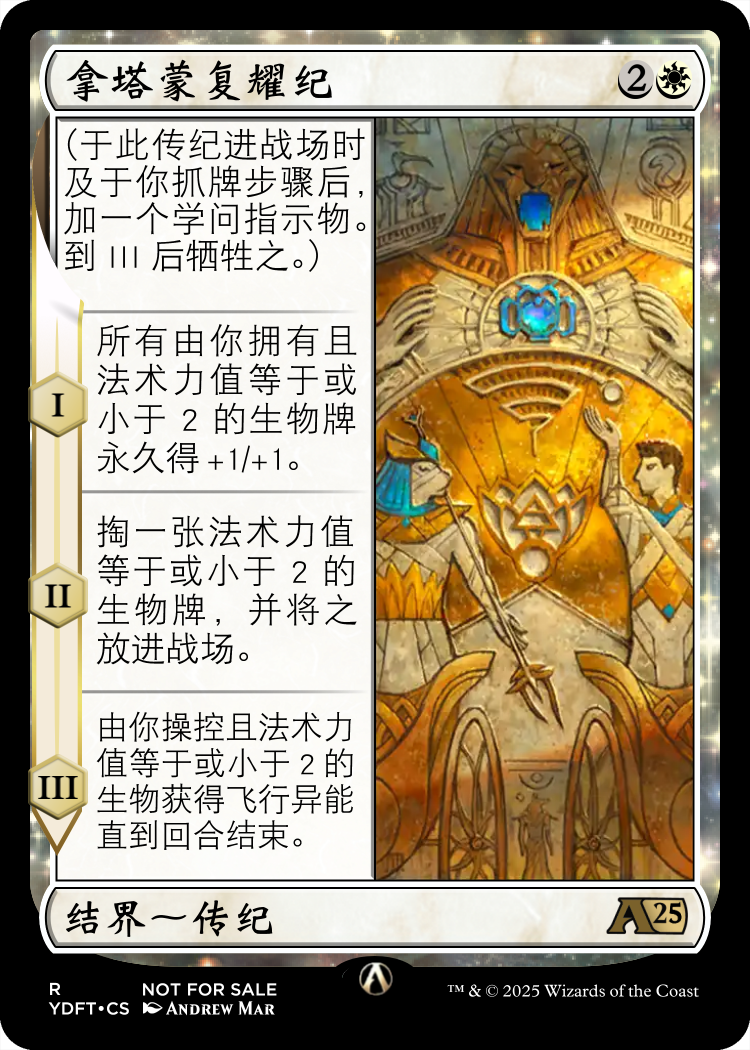 拿塔蒙复耀纪 2
(于此传纪进战场时
及于你抓牌步骤后，
加一个学问指示物。
到 III 后牺牲之。)
I
所有由你拥有且
法术力值等于或
小于 2 的生物牌
永久得 +1/+1。
II
掏一张法术力值
等于或小于 2 的
生物牌，并将之
放进战场。
III
由你操控且法术力
值等于或小于 2 的
生物获得飞行异能
直到回合结束。
结界～传纪 A25
R NOT FOR SALE
YDFT•CS ANDREW MAR
™ & © 2025 Wizards of the Coast